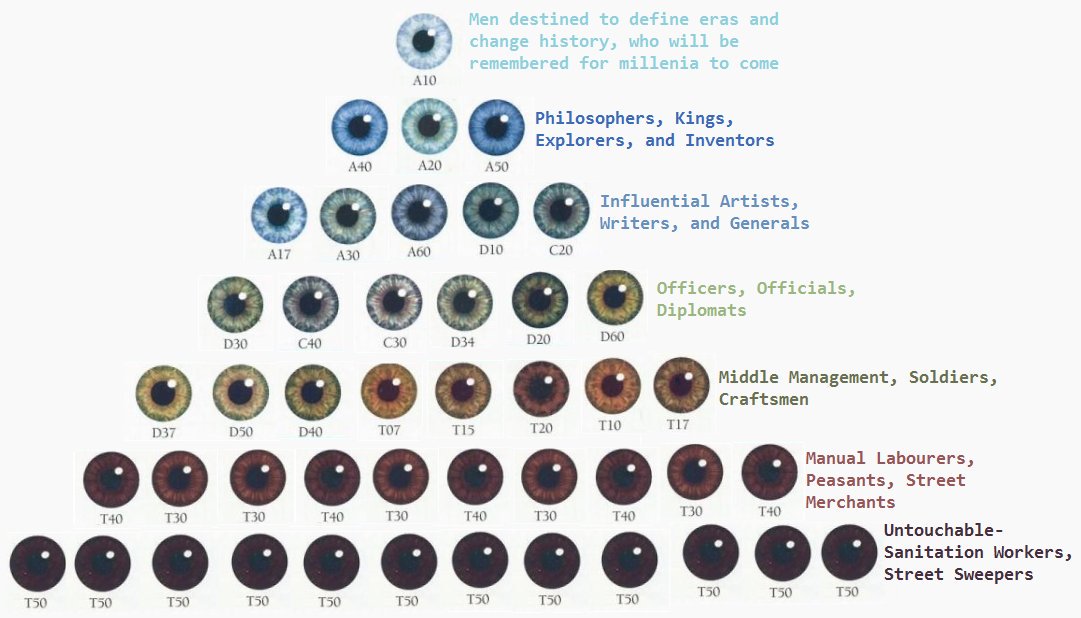 Men destined to define eras and
change history, who will be
remembered for millenia to come
A10
Philosophers, Kings,
Explorers, and Inventors
A40 A20 A50
Influential Artists,
Writers, and Generals
A17 A30 A60 D10 C20
Officers, Officials,
Diplomats
D30 C40 C30 D34 D20 D60
Middle Management, Soldiers,
Craftsmen
D37 D50 D40 T07 T15 T20 T10 T17
Manual Labourers,
Peasants, Street
Merchants
T40 T30 T30 T40 T30 T40 T30 T40 T30 T40
Untouchable-
Sanitation Workers,
Street Sweepers
T50 T50 T50 T50 T50 T50 T50 T50 T50 T50 T50 T50